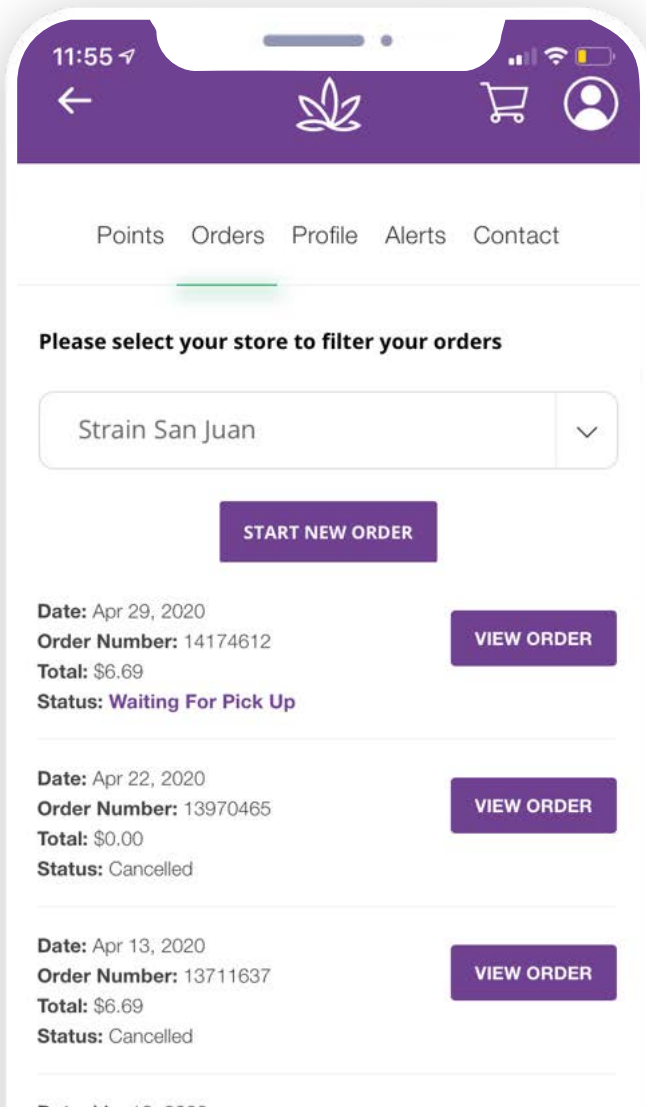 11:55
Points Orders Profile Alerts Contact
Please select your store to filter your orders
Strain San Juan
START NEW ORDER
Date: Apr 29, 2020
Order Number: 14174612
Total: $6.69
Status: Waiting For Pick Up
VIEW ORDER
Date: Apr 22, 2020
Order Number: 13970465
Total: $0.00
Status: Cancelled
VIEW ORDER
Date: Apr 13, 2020
Order Number: 13711637
Total: $6.69
Status: Cancelled
VIEW ORDER